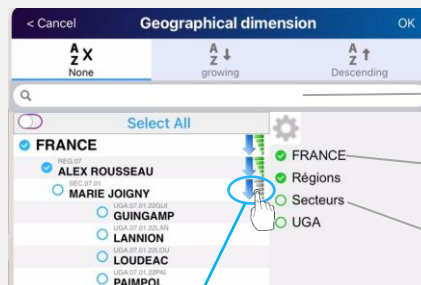 < Cancel Geographical dimension OK
A Z X A Z ↓ A Z ↑
None growing Descending
Select All
FRANCE
REG.07
ALEX ROUSSEAU
SEC.07.01
MARIE JOIGNY
UGA.07.01.22GUI
GUINGAMP
UGA.07.01.22LAN
LANNION
UGA.07.01.22LOU
LOUDEAC
UGA.07.01.22PAI
PAIMPOL
FRANCE
Régions
Secteurs
UGA